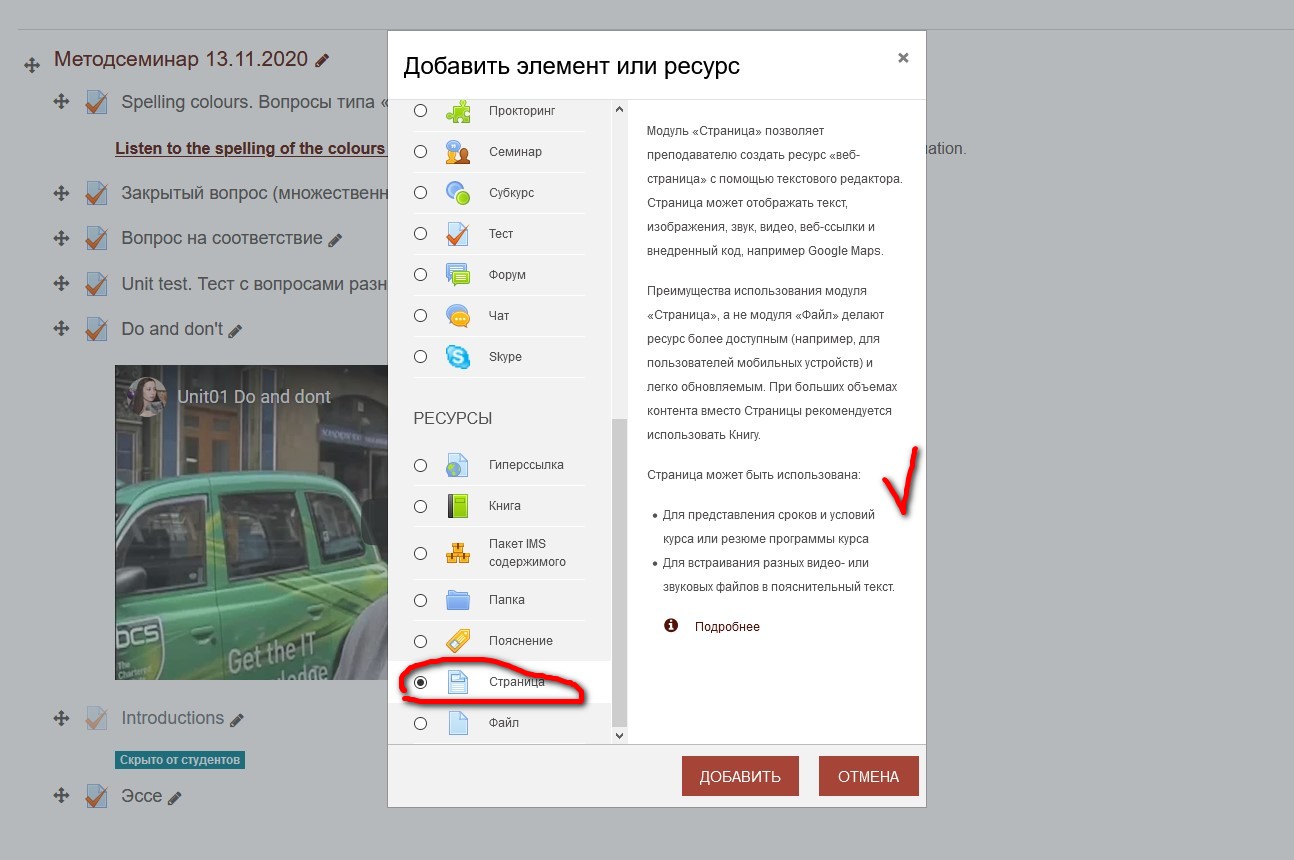 Методсеминар 13.11.2020
Spelling colours. Вопросы типа «
Listen to the spelling of the colours
Закрытый вопрос (множественн
Вопрос на соответствие
Unit test. Тест с вопросами разн
Do and don't
Unit01 Do and dont
DCS
The
Chartered
Get the IT
Introductions
Скрыто от студентов
Эссе
Добавить элемент или ресурс
×
Прокторинг
Семинар
Субкурс
Тест
Форум
Чат
Skype
РЕСУРСЫ
Гиперссылка
Книга
Пакет IMS
содержимого
Папка
Пояснение
Страница
Файл
Модуль «Страница» позволяет
преподавателю создать ресурс «веб-
страница» с помощью текстового редактора.
Страница может отображать текст,
изображения, звук, видео, веб-ссылки и
внедренный код, например Google Maps.
Преимущества использования модуля
«Страница», а не модуля «Файл» делают
ресурс более доступным (например, для
пользователей мобильных устройств) и
легко обновляемым. При больших объемах
контента вместо Страницы рекомендуется
использовать Книгу.
Страница может быть использована:
• Для представления сроков и условий
курса или резюме программы курса
• Для встраивания разных видео- или
звуковых файлов в пояснительный текст.
Подробнее
ДОБАВИТЬ
ОТМЕНА